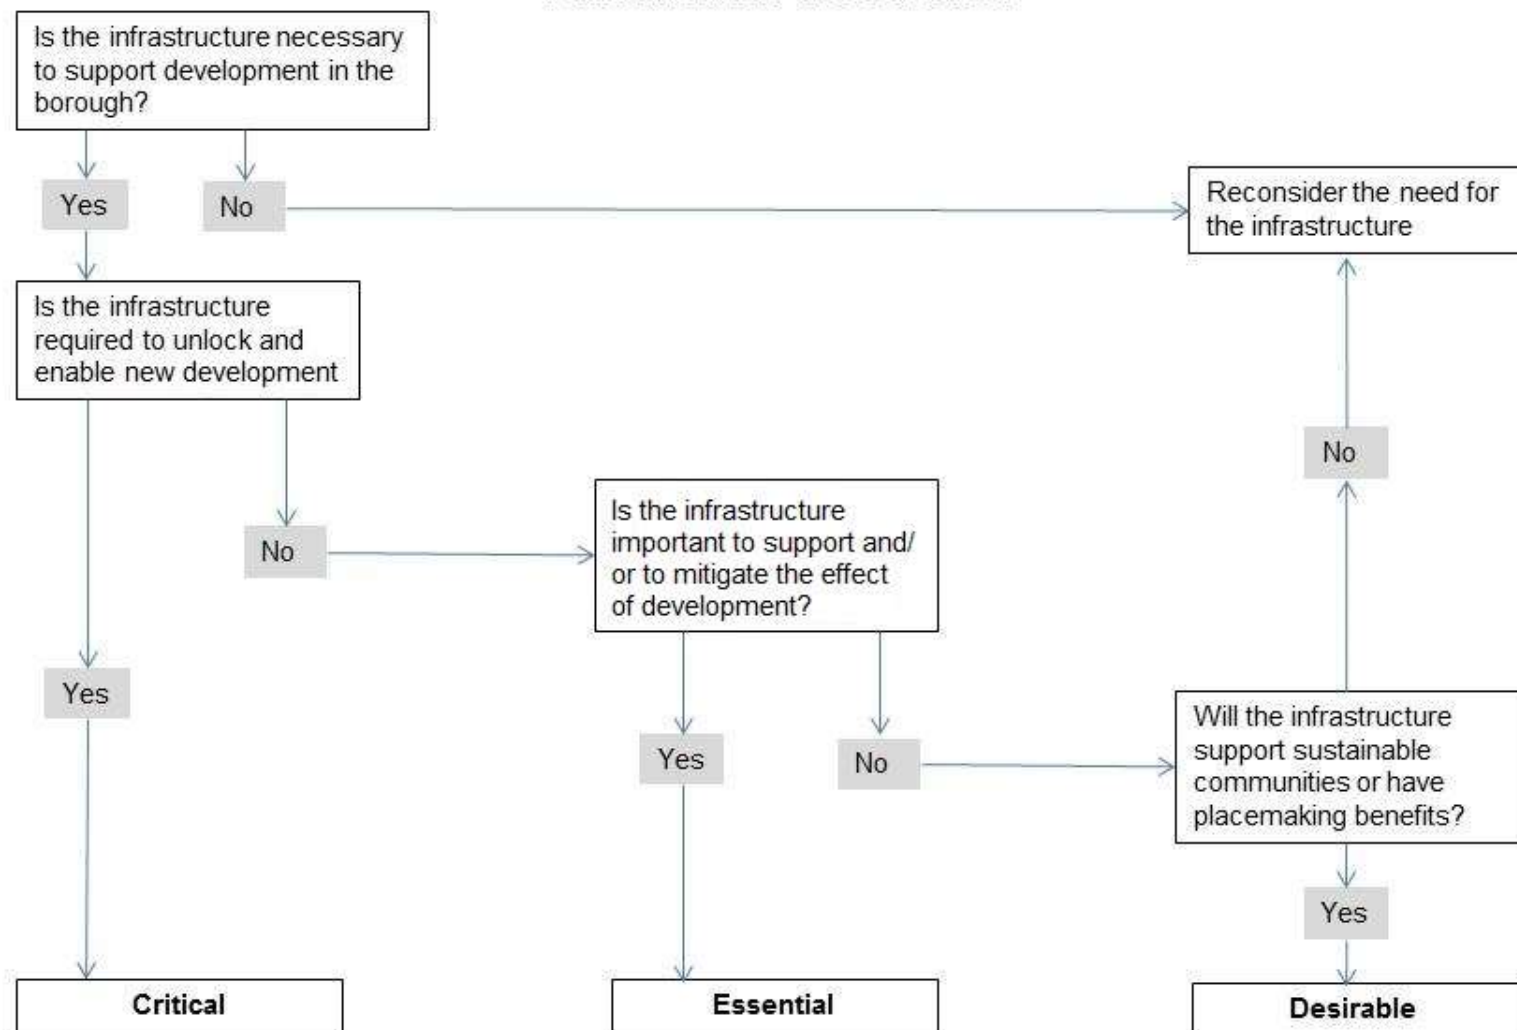 Is the infrastructure necessary
to support development in the
borough?
Yes
No
Reconsider the need for
the infrastructure
Is the infrastructure
required to unlock and
enable new development
No
No
Is the infrastructure
important to support and/
or to mitigate the effect
of development?
Yes
Yes
No
Will the infrastructure
support sustainable
communities or have
placemaking benefits?
Yes
Critical
Essential
Desirable